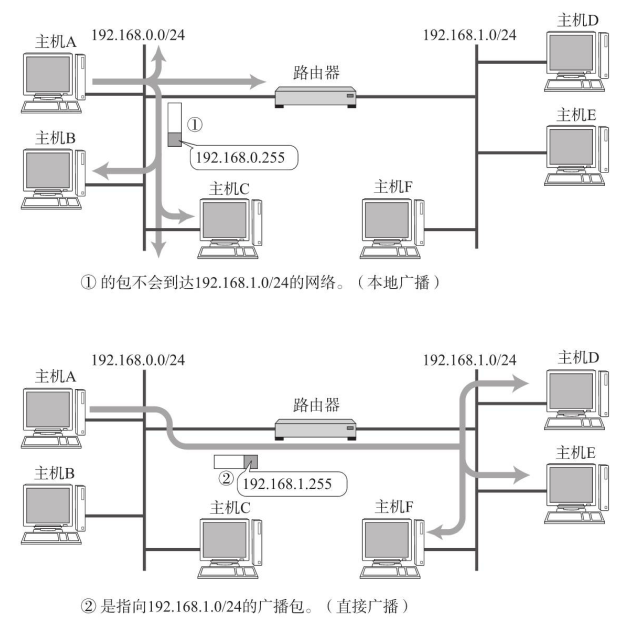 192.168.0.0/24
192.168.1.0/24
主机D
主机A
路由器
主机E
主机B
①
192.168.0.255
主机C
主机F
① 的包不会到达192.168.1.0/24的网络。（本地广播）
192.168.0.0/24
192.168.1.0/24
主机D
主机A
路由器
主机E
主机B
②
192.168.1.255
主机C
主机F
② 是指向192.168.1.0/24的广播包。（直接广播）